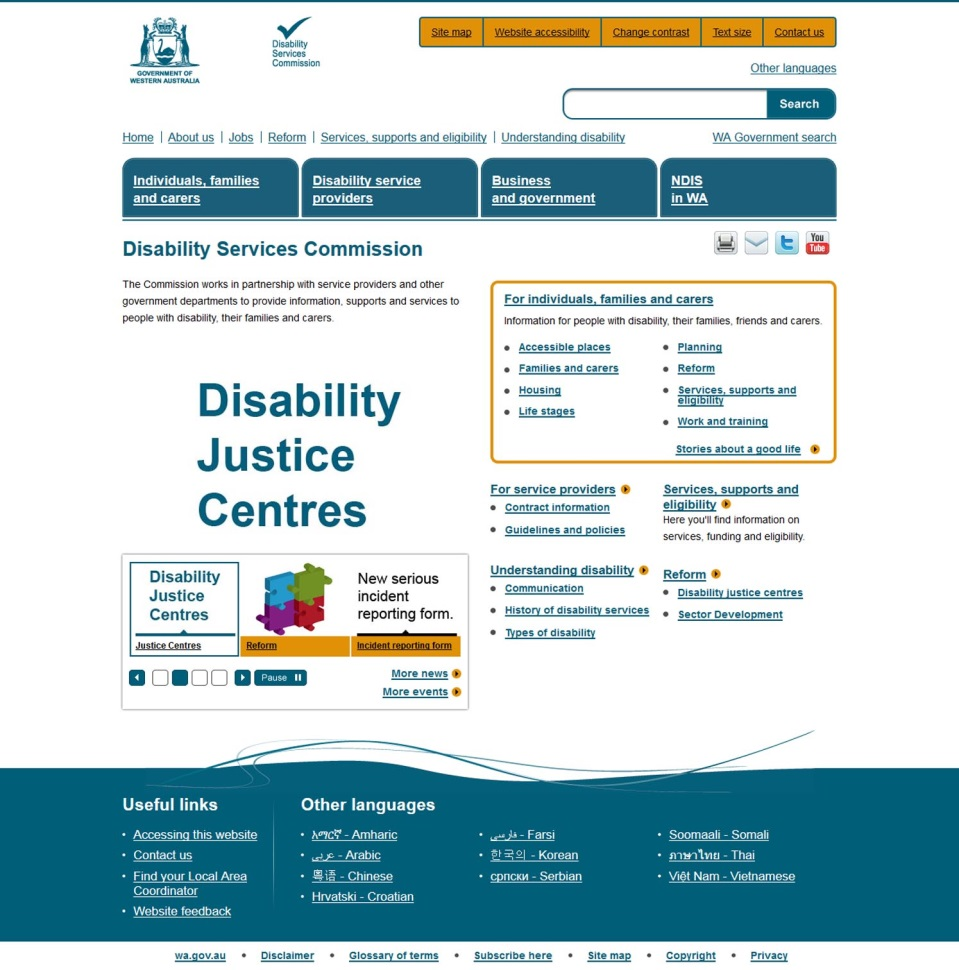 GOVERNMENT OF
WESTERN AUSTRALIA
Disability
Services
Commission
Site map
Website accessibility
Change contrast
Text size
Contact us
Other languages
Search
Home | About us | Jobs | Reform | Services, supports and eligibility | Understanding disability
WA Government search
Individuals, families
and carers
Disability service
providers
Business
and government
NDIS
in WA
Disability Services Commission
You
Tube
The Commission works in partnership with service providers and other
government departments to provide information, supports and services to
people with disability, their families and carers.
Disability
Justice
Centres
Disability
Justice
Centres
Justice Centres
Reform
New serious
incident
reporting form.
Incident reporting form
Pause
More news
More events
For individuals, families and carers
Information for people with disability, their families, friends and carers.
Accessible places
Families and carers
Housing
Life stages
Planning
Reform
Services, supports and
eligibility
Work and training
Stories about a good life
For service providers
Contract information
Guidelines and policies
Services, supports and
eligibility
Here you'll find information on
services, funding and eligibility.
Understanding disability
Communication
History of disability services
Types of disability
Reform
Disability justice centres
Sector Development
Useful links
Accessing this website
Contact us
Find your Local Area
Coordinator
Website feedback
Other languages
አማርኛ - Amharic
عربي - Arabic
粤语 - Chinese
Hrvatski - Croatian
فارسی - Farsi
한국의 - Korean
српски - Serbian
Soomaali - Somali
ภาษาไทย - Thai
Việt Nam - Vietnamese
wa.gov.au • Disclaimer • Glossary of terms • Subscribe here • Site map • Copyright • Privacy